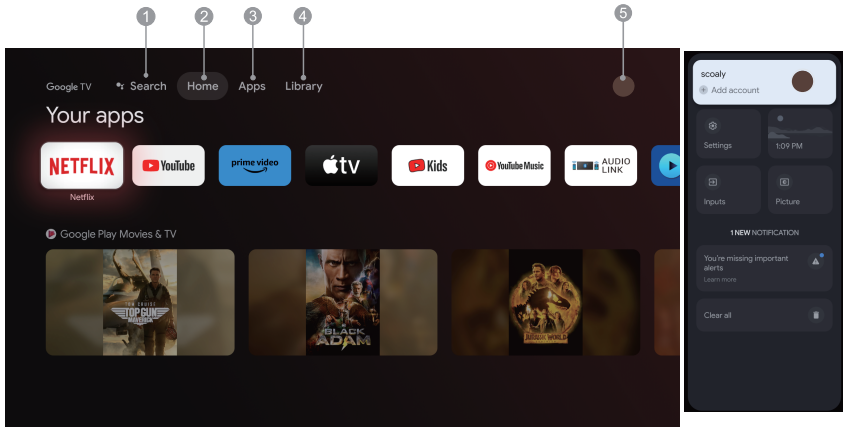 1 2 3 4 5
Google TV Search Home Apps Library
Your apps
NETFLIX YouTube prime video tv Kids YouTube Music AUDIO
LINK
Netflix
Google Play Movies & TV
TOM CRUISE
TOP GUN
MAVERICK
BLACK
ADAM
JURASSIC WORLD
scoaly
Add account
Settings 1:09 PM
Inputs Picture
1 NEW NOTIFICATION
You're missing important
alerts
Learn more
Clear all